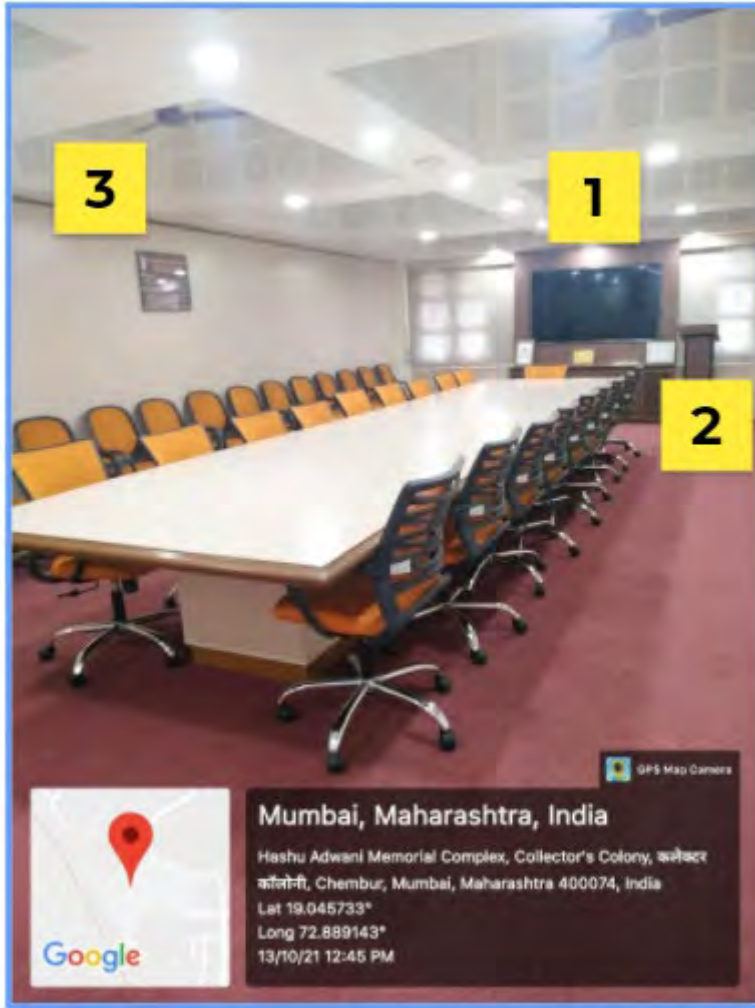 3
1
2
GPS Map Camera
Mumbai, Maharashtra, India
Hashu Adwani Memorial Complex, Collector's Colony, कलेक्टर
कॉलोनी, Chembur, Mumbai, Maharashtra 400074, India
Lat 19.045733°
Long 72.889143°
13/10/21 12:45 PM
Google